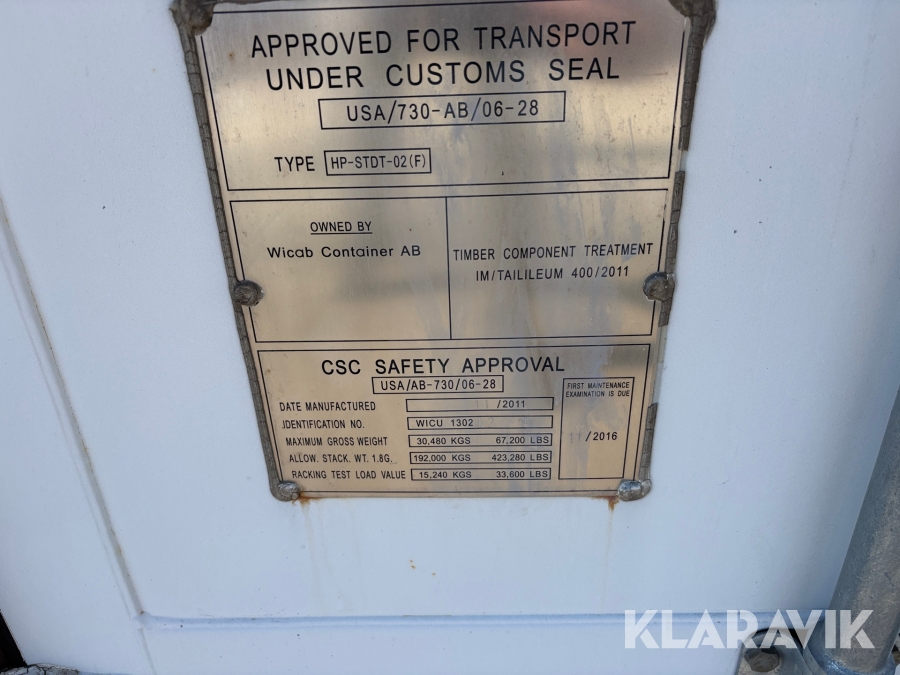 APPROVED FOR TRANSPORT
UNDER CUSTOMS SEAL
USA/730-AB/06-28
TYPE HP-STDT-02(F)
OWNED BY
Wicab Container AB
TIMBER COMPONENT TREATMENT
IM/TAILILEUM 400/2011
CSC SAFETY APPROVAL
USA/AB-730/06-28
DATE MANUFACTURED /2011
IDENTIFICATION NO. WICU 1302
MAXIMUM GROSS WEIGHT 30,480 KGS 67,200 LBS
ALLOW. STACK. WT. 1.8G. 192,000 KGS 423,280 LBS
RACKING TEST LOAD VALUE 15,240 KGS 33,600 LBS
FIRST MAINTENANCE
EXAMINATION IS DUE
/2016
KLARAVIK